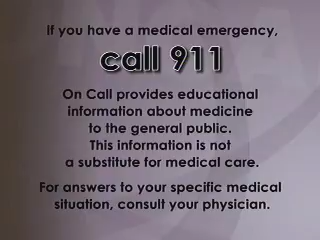 If you have a medical emergency,
call 911
On Call provides educational
information about medicine
to the general public.
This information is not
a substitute for medical care.
For answers to your specific medical
situation, consult your physician.